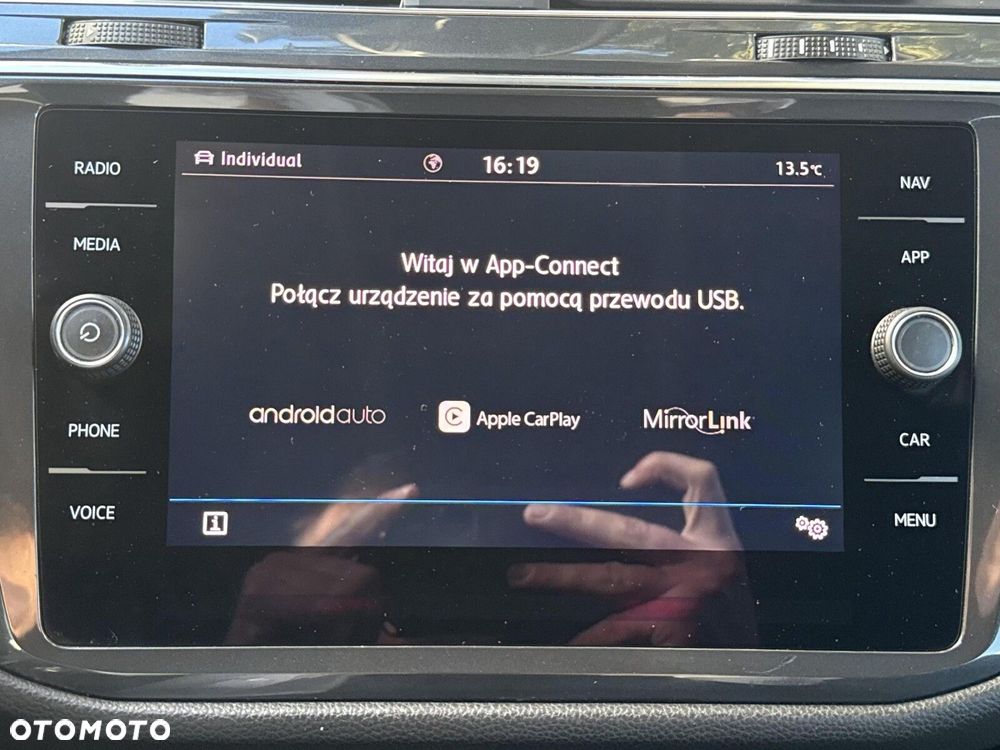 RADIO
MEDIA
PHONE
VOICE
Individual
16:19
13.5°C
Witaj w App-Connect
Połącz urządzenie za pomocą przewodu USB.
androidauto
Apple CarPlay
MirrorLink
NAV
APP
CAR
MENU
OTOMOTO